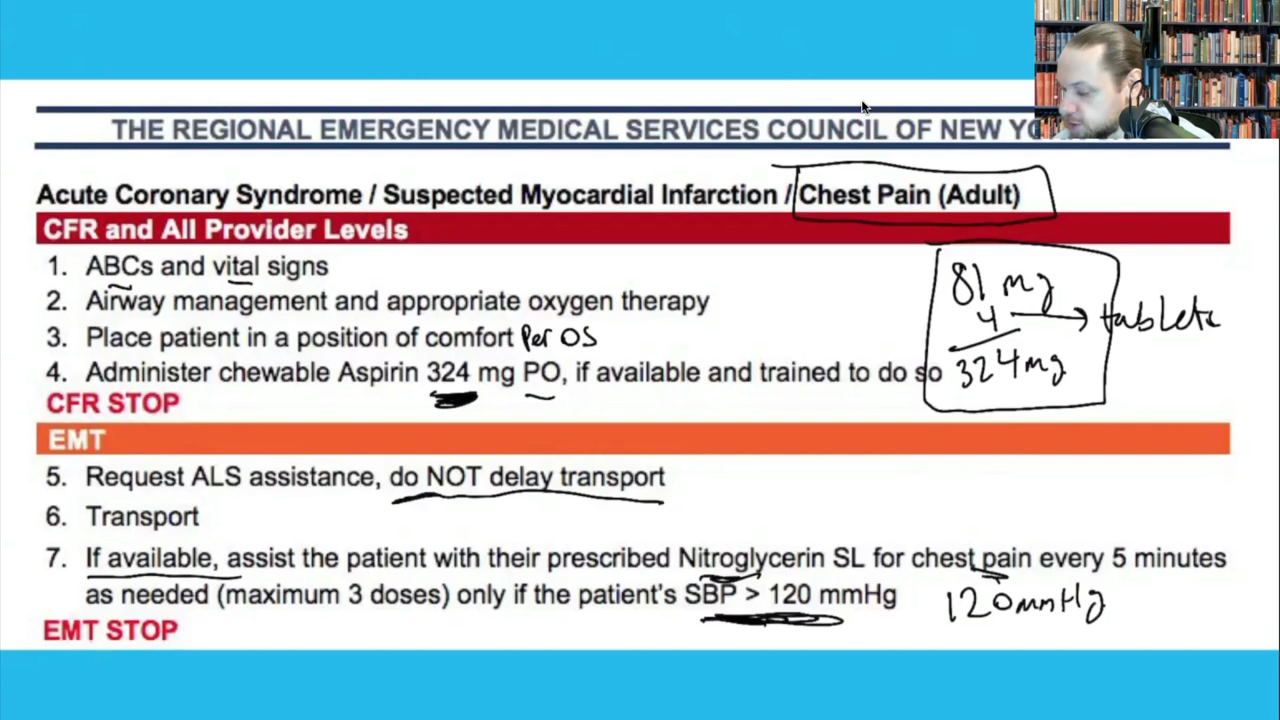 THE REGIONAL EMERGENCY MEDICAL SERVICES COUNCIL OF NEW
Acute Coronary Syndrome / Suspected Myocardial Infarction / Chest Pain (Adult)
CFR and All Provider Levels
1. ABCs and vital signs
2. Airway management and appropriate oxygen therapy
3. Place patient in a position of comfort Per OS
4. Administer chewable Aspirin 324 mg PO, if available and trained to do so
81 mg
4 → tablets
324mg
CFR STOP
EMT
5. Request ALS assistance, do NOT delay transport
6. Transport
7. If available, assist the patient with their prescribed Nitroglycerin SL for chest pain every 5 minutes
as needed (maximum 3 doses) only if the patient's SBP > 120 mmHg 120mmHg
EMT STOP